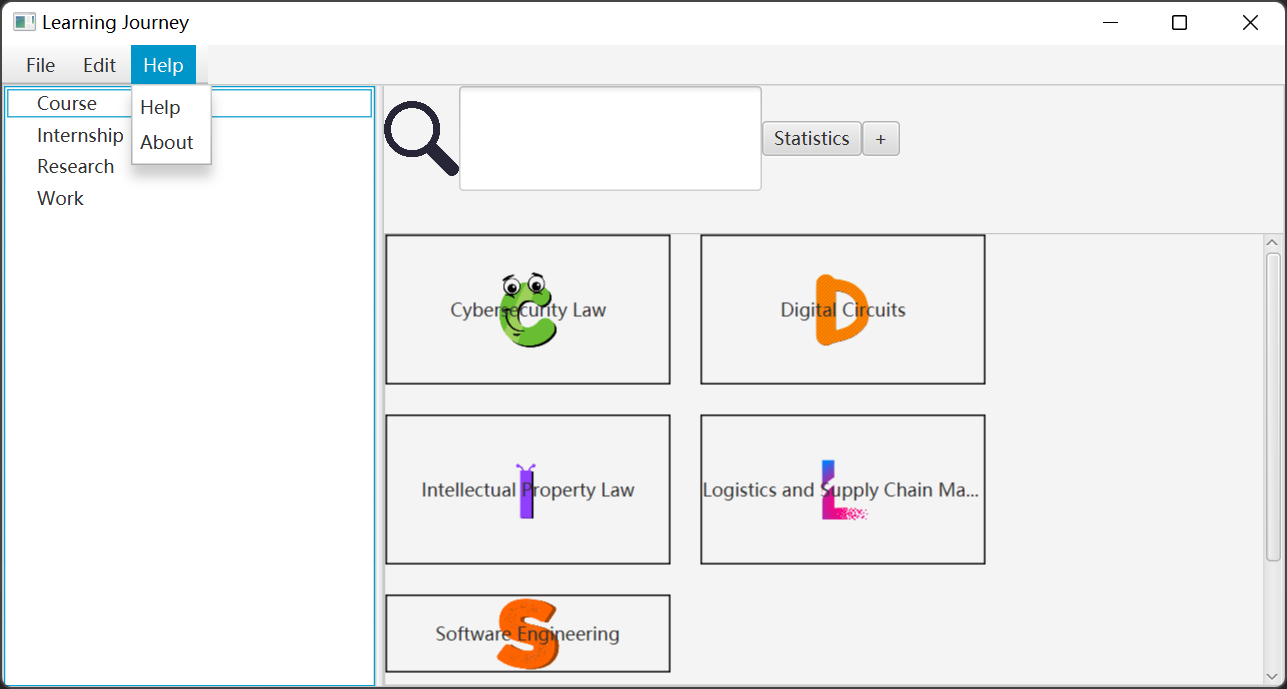 Learning Journey
File Edit Help
Help
About
Course
Internship
Research
Work
Statistics +
Cybersecurity Law
Digital Circuits
Intellectual Property Law
Logistics and Supply Chain Ma...
Software Engineering